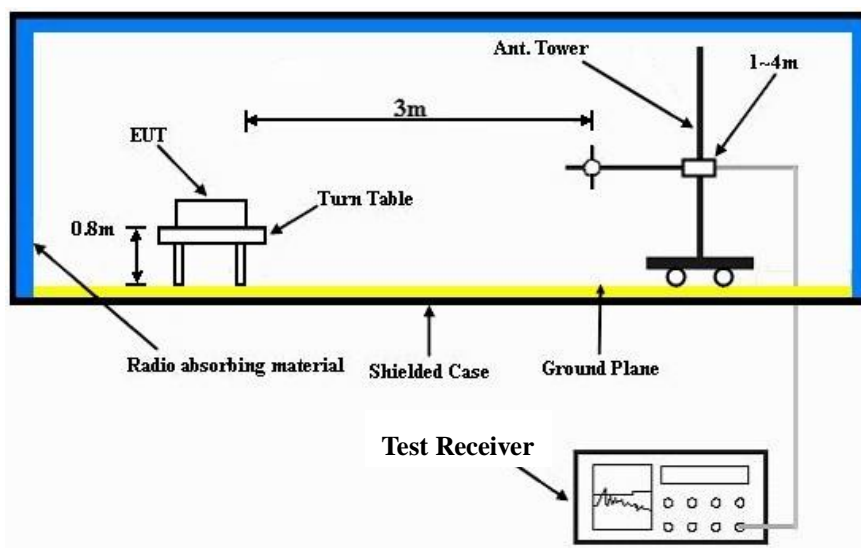 Ant. Tower
1~4m
3m
EUT
Turn Table
0.8m
Radio absorbing material
Shielded Case
Ground Plane
Test Receiver